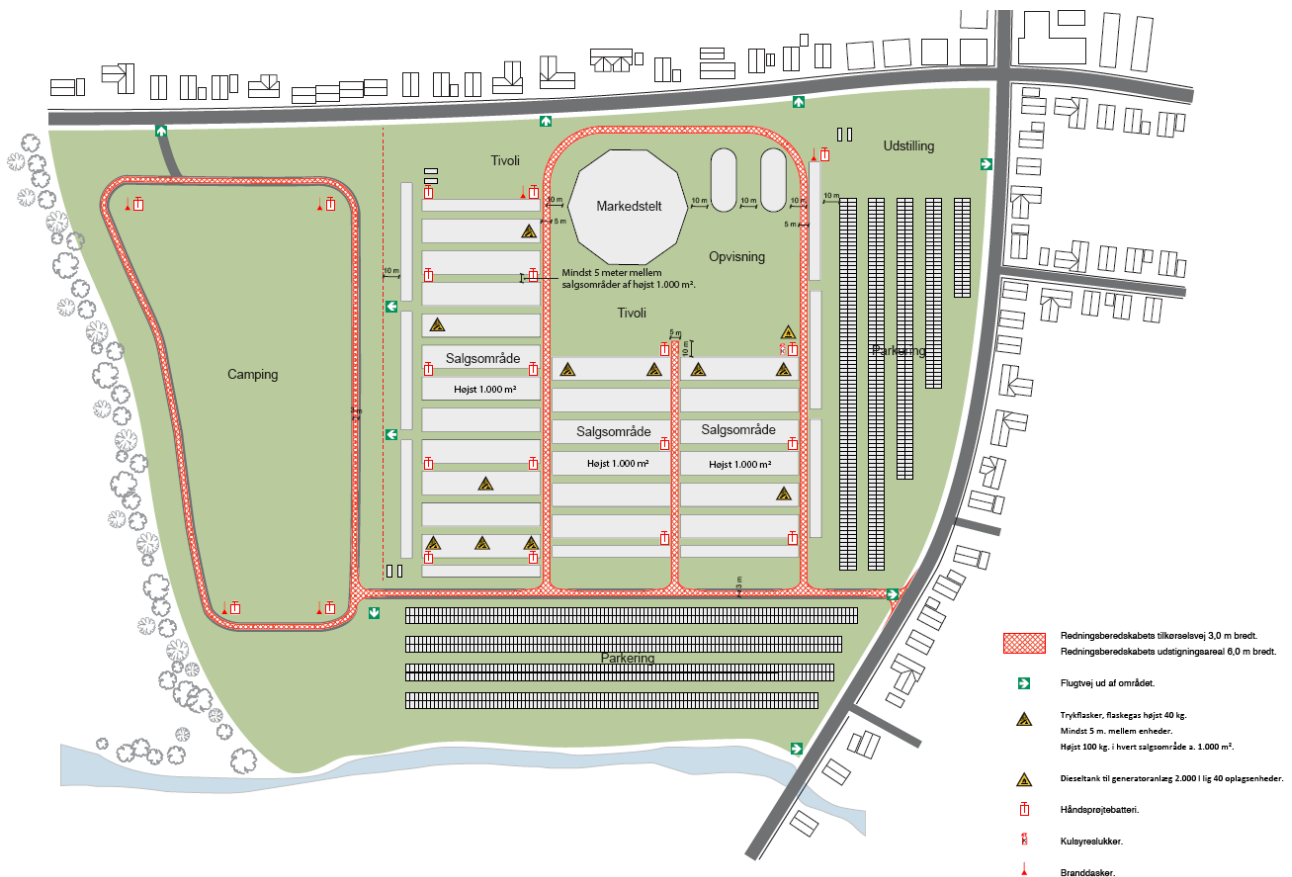 Tivoli
Udstilling
10 m
Markedstelt
10 m
10 m
10 m
5 m
5 m
10 m
Opvisning
10 m
Mindst 5 meter mellem
salgsområder af højst 1.000 m².
Tivoli
5 m
10 m
Parkering
Salgsområde
Højst 1.000 m²
Camping
3 m
Salgsområde
Højst 1.000 m²
Salgsområde
Højst 1.000 m²
3 m
Parkering
Redningsberedskabets tilkørselsvej 3,0 m bredt.
Redningsberedskabets udstigningsareal 6,0 m bredt.
Flugtvej ud af området.
Trykflasker, flaskegas højst 40 kg.
Mindst 5 m. mellem enheder.
Højst 100 kg. i hvert salgsområde a. 1.000 m².
Dieseltank til generatoranlæg 2.000 l lig 40 oplagsenheder.
Håndsprøjtebatteri.
Kulsyreslukker.
Branddasker.